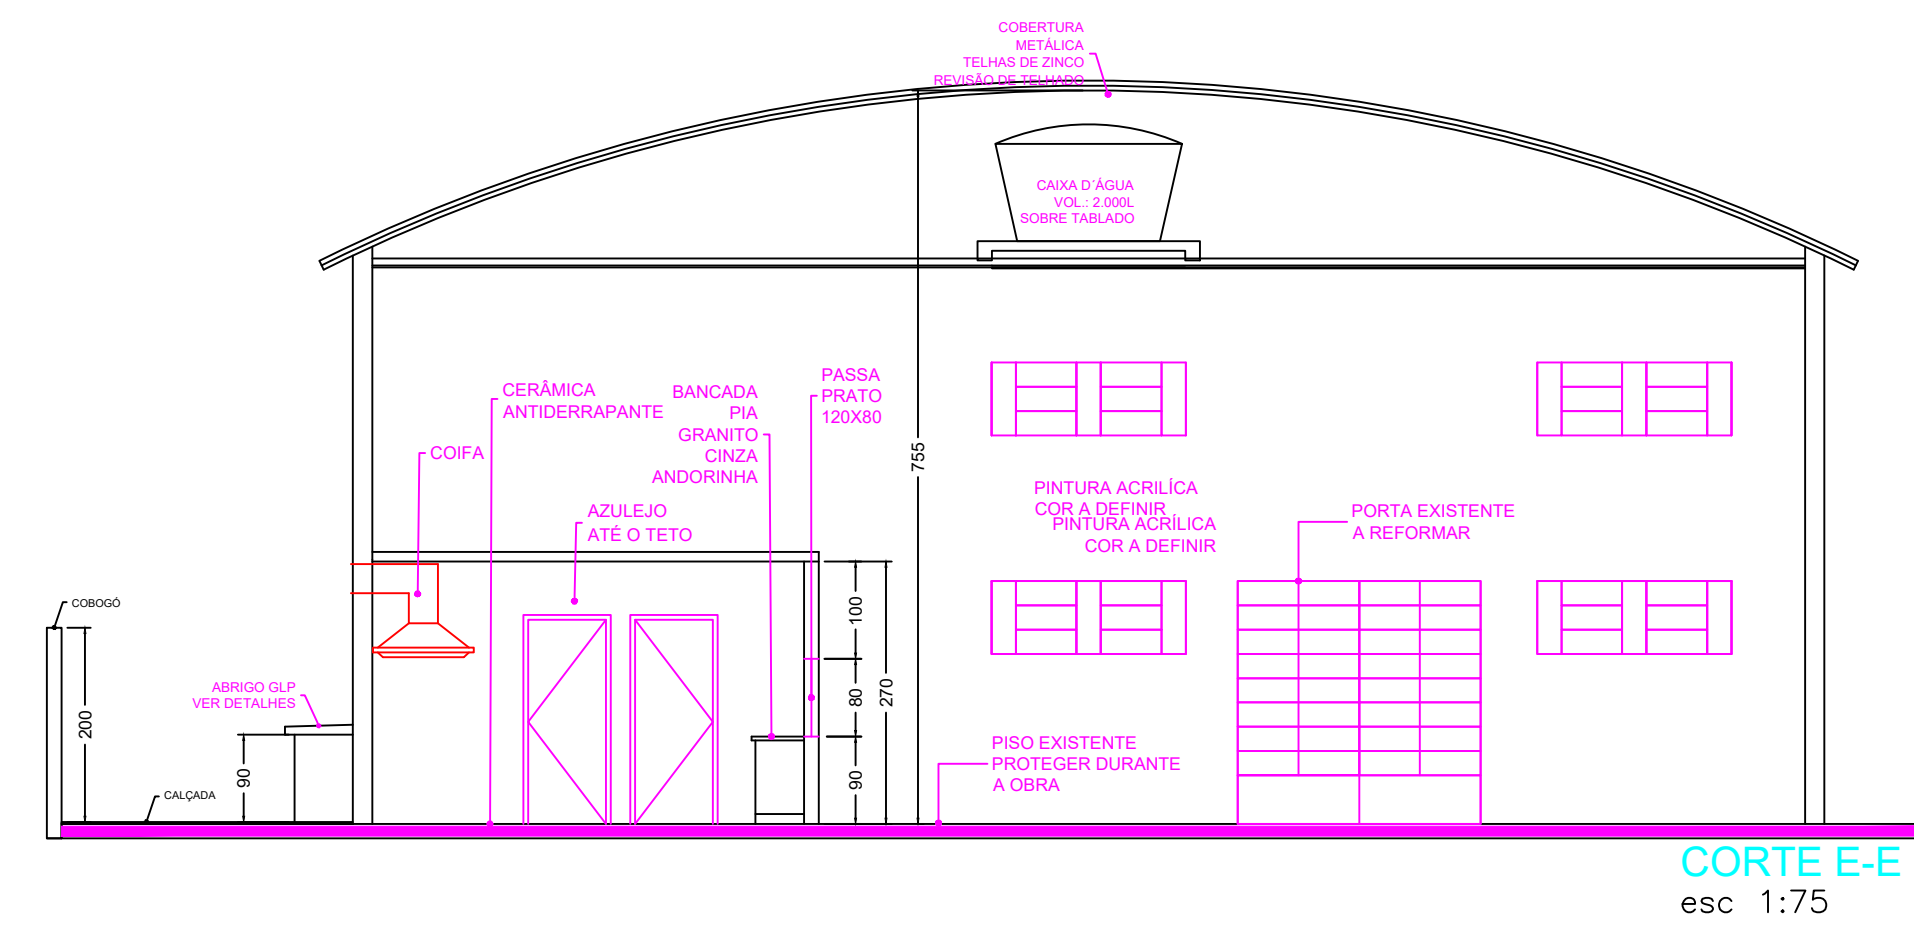 COBERTURA
METÁLICA
TELHAS DE ZINCO
REVISÃO DE TELHADO
CAIXA D´ÁGUA
VOL.: 2.000L
SOBRE TABLADO
CERÂMICA
ANTIDERRAPANTE
BANCADA
PIA
GRANITO
CINZA
ANDORINHA
PASSA
PRATO
120X80
COIFA
AZULEJO
ATÉ O TETO
755
PINTURA ACRILÍCA
COR A DEFINIR
PINTURA ACRÍLICA
COR A DEFINIR
PORTA EXISTENTE
A REFORMAR
COBOGÓ
200
ABRIGO GLP
VER DETALHES
90
CALÇADA
100
80
90
270
PISO EXISTENTE
PROTEGER DURANTE
A OBRA
CORTE E-E
esc 1:75